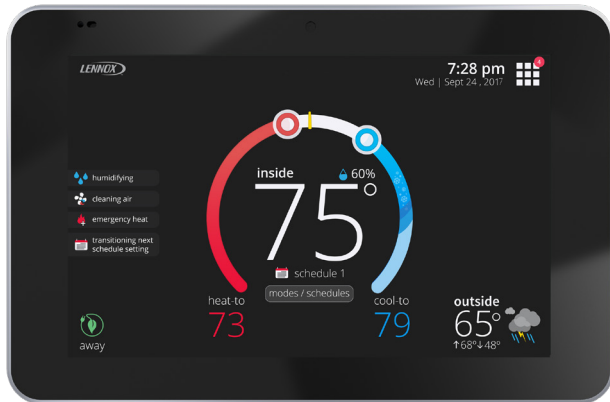 LENNOX
7:28 pm
Wed | Sept 24 , 2017
4
humidifying
cleaning air
emergency heat
transitioning next
schedule setting
inside
60%
75°
schedule 1
modes / schedules
heat-to
73
cool-to
79
away
outside
65°
↑68°↓48°